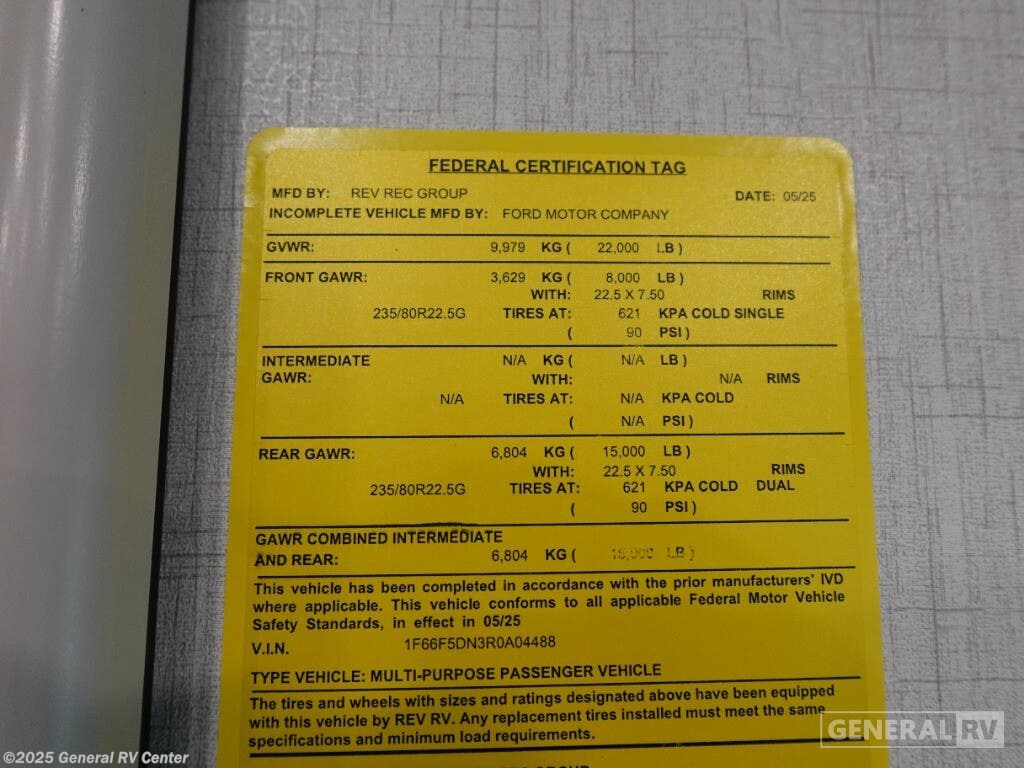 FEDERAL CERTIFICATION TAG
MFD BY: REV REC GROUP DATE: 05/25
INCOMPLETE VEHICLE MFD BY: FORD MOTOR COMPANY
GVWR: 9,979 KG ( 22,000 LB )
FRONT GAWR: 3,629 KG ( 8,000 LB )
WITH: 22.5 X 7.50 RIMS
235/80R22.5G TIRES AT: 621 KPA COLD SINGLE
( 90 PSI )
INTERMEDIATE N/A KG ( N/A LB )
GAWR: WITH: N/A RIMS
N/A TIRES AT: N/A KPA COLD
( N/A PSI )
REAR GAWR: 6,804 KG ( 15,000 LB )
WITH: 22.5 X 7.50 RIMS
235/80R22.5G TIRES AT: 621 KPA COLD DUAL
( 90 PSI )
GAWR COMBINED INTERMEDIATE
AND REAR: 6,804 KG ( LB )
This vehicle has been completed in accordance with the prior manufacturers' IVD
where applicable. This vehicle conforms to all applicable Federal Motor Vehicle
Safety Standards, in effect in 05/25
V.I.N. 1F66F5DN3R0A04488
TYPE VEHICLE: MULTI-PURPOSE PASSENGER VEHICLE
The tires and wheels with sizes and ratings designated above have been equipped
with this vehicle by REV RV. Any replacement tires installed must meet the same
specifications and minimum load requirements.
GENERAL RV
©2025 General RV Center